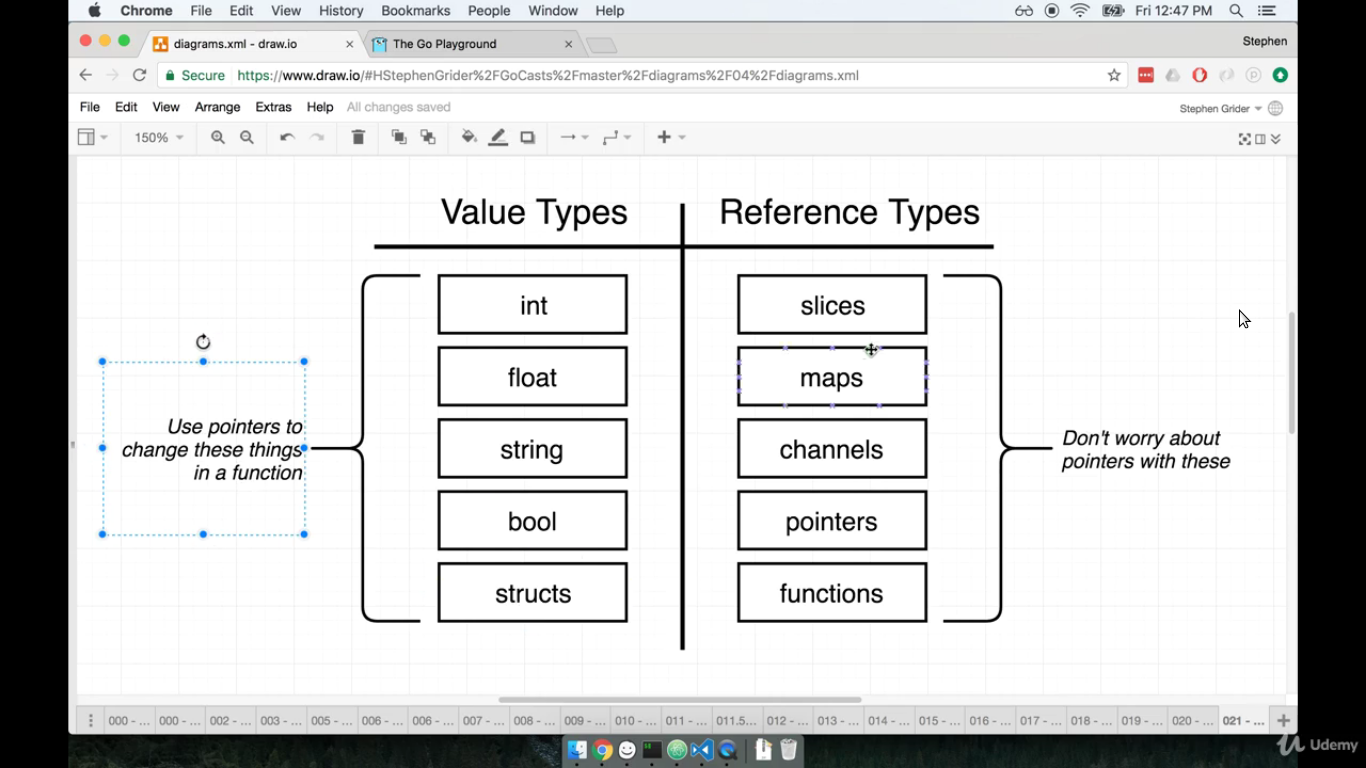 Chrome File Edit View History Bookmarks People Window Help Fri 12:47 PM
diagrams.xml - draw.io The Go Playground Stephen
Secure https://www.draw.io/#HStephenGrider%2FGoCasts%2Fmaster%2Fdiagrams%2F04%2Fdiagrams.xml
File Edit View Arrange Extras Help All changes saved Stephen Grider
150%
Value Types Reference Types
int slices
float maps
Use pointers to
change these things
in a function
string channels
Don't worry about
pointers with these
bool pointers
structs functions
000 - ... 000 - ... 002 - ... 003 - ... 005 - ... 006 - ... 006 - ... 007 - ... 008 - ... 009 - ... 010 - ... 011 - ... 011.5... 012 - ... 013 - ... 014 - ... 015 - ... 016 - ... 017 - ... 018 - ... 019 - ... 020 - ... 021 - ...
Udemy